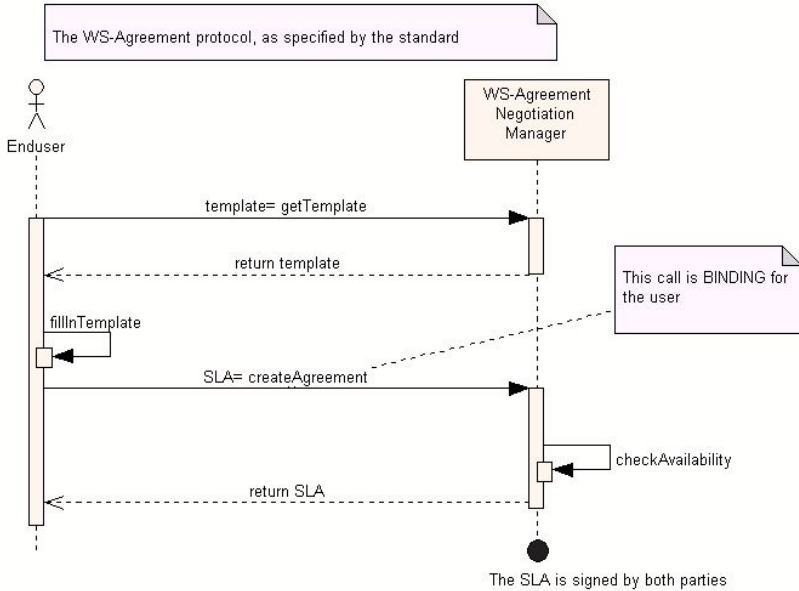 The WS-Agreement protocol, as specified by the standard
WS-Agreement
Negotiation
Manager
Enduser
template= getTemplate
return template
This call is BINDING for
the user
fillInTemplate
SLA= createAgreement
checkAvailability
return SLA
The SLA is signed by both parties